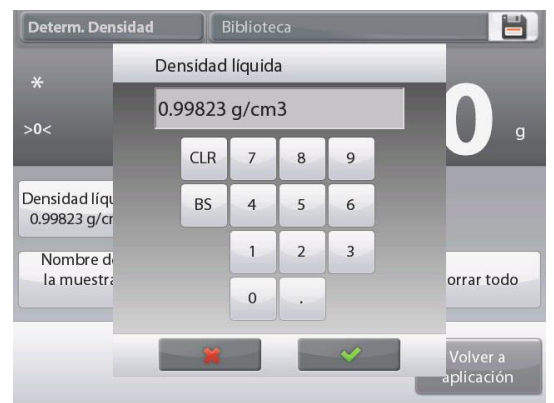 Determ. Densidad
Biblioteca
Densidad líquida
*
0.99823 g/cm3
>0<
0 g
CLR 7 8 9
Densidad líqu
0.99823 g/cr
BS 4 5 6
Nombre d
la muestra
1 2 3
orrar todo
0 .
Volver a
aplicación